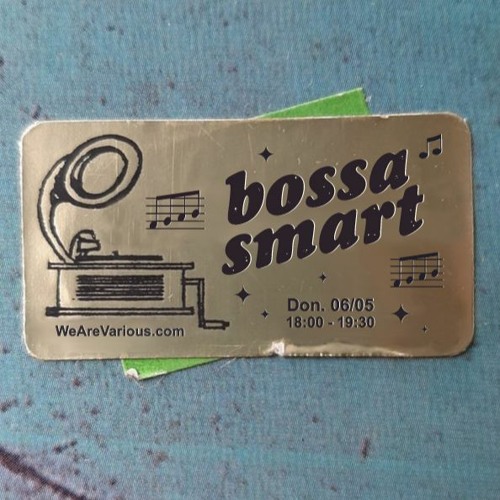 bossa
smart
Don. 06/05
18:00 - 19:30
WeAreVarious.com